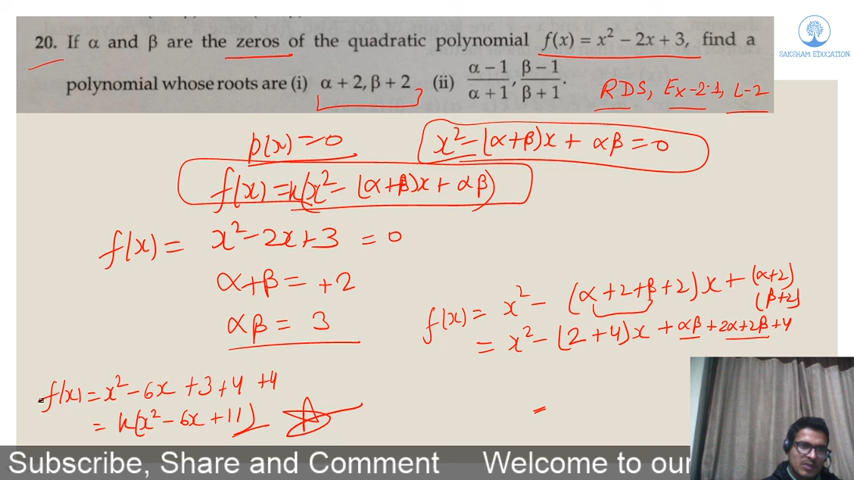 SAKSHAM EDUCATION
20. If α and β are the zeros of the quadratic polynomial f(x) = x² − 2x + 3, find a
polynomial whose roots are (i) α + 2, β + 2 (ii) (α − 1)/(α + 1), (β − 1)/(β + 1).
RDS, Ex-2.1, L-2
p(x) = 0
x² − (α+β)x + αβ = 0
f(x) = k(x² − (α+β)x + αβ)
f(x) = x² − 2x + 3 = 0
α+β = +2
αβ = 3
f(x) = x² − (α+2+β+2)x + (α+2)
(β+2)
= x² − (2+4)x + αβ + 2α + 2β + 4
f(x) = x² − 6x + 3 + 4 + 4
= k(x² − 6x + 11)
=
Subscribe, Share and Comment Welcome to our